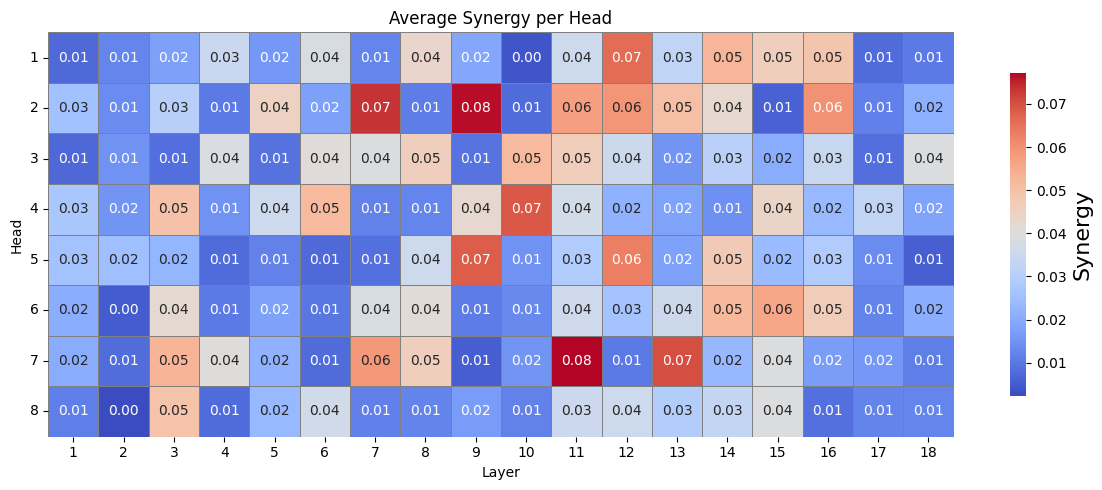 Average Synergy per Head
1 0.01 0.01 0.02 0.03 0.02 0.04 0.01 0.04 0.02 0.00 0.04 0.07 0.03 0.05 0.05 0.05 0.01 0.01
2 0.03 0.01 0.03 0.01 0.04 0.02 0.07 0.01 0.08 0.01 0.06 0.06 0.05 0.04 0.01 0.06 0.01 0.02
3 0.01 0.01 0.01 0.04 0.01 0.04 0.04 0.05 0.01 0.05 0.05 0.04 0.02 0.03 0.02 0.03 0.01 0.04
4 0.03 0.02 0.05 0.01 0.04 0.05 0.01 0.01 0.04 0.07 0.04 0.02 0.02 0.01 0.04 0.02 0.03 0.02
5 0.03 0.02 0.02 0.01 0.01 0.01 0.01 0.04 0.07 0.01 0.03 0.06 0.02 0.05 0.02 0.03 0.01 0.01
6 0.02 0.00 0.04 0.01 0.02 0.01 0.04 0.04 0.01 0.01 0.04 0.03 0.04 0.05 0.06 0.05 0.01 0.02
7 0.02 0.01 0.05 0.04 0.02 0.01 0.06 0.05 0.01 0.02 0.08 0.01 0.07 0.02 0.04 0.02 0.02 0.01
8 0.01 0.00 0.05 0.01 0.02 0.04 0.01 0.01 0.02 0.01 0.03 0.04 0.03 0.03 0.04 0.01 0.01 0.01
1 2 3 4 5 6 7 8 9 10 11 12 13 14 15 16 17 18
Layer
Head
0.07
0.06
0.05
0.04
0.03
0.02
0.01
Synergy